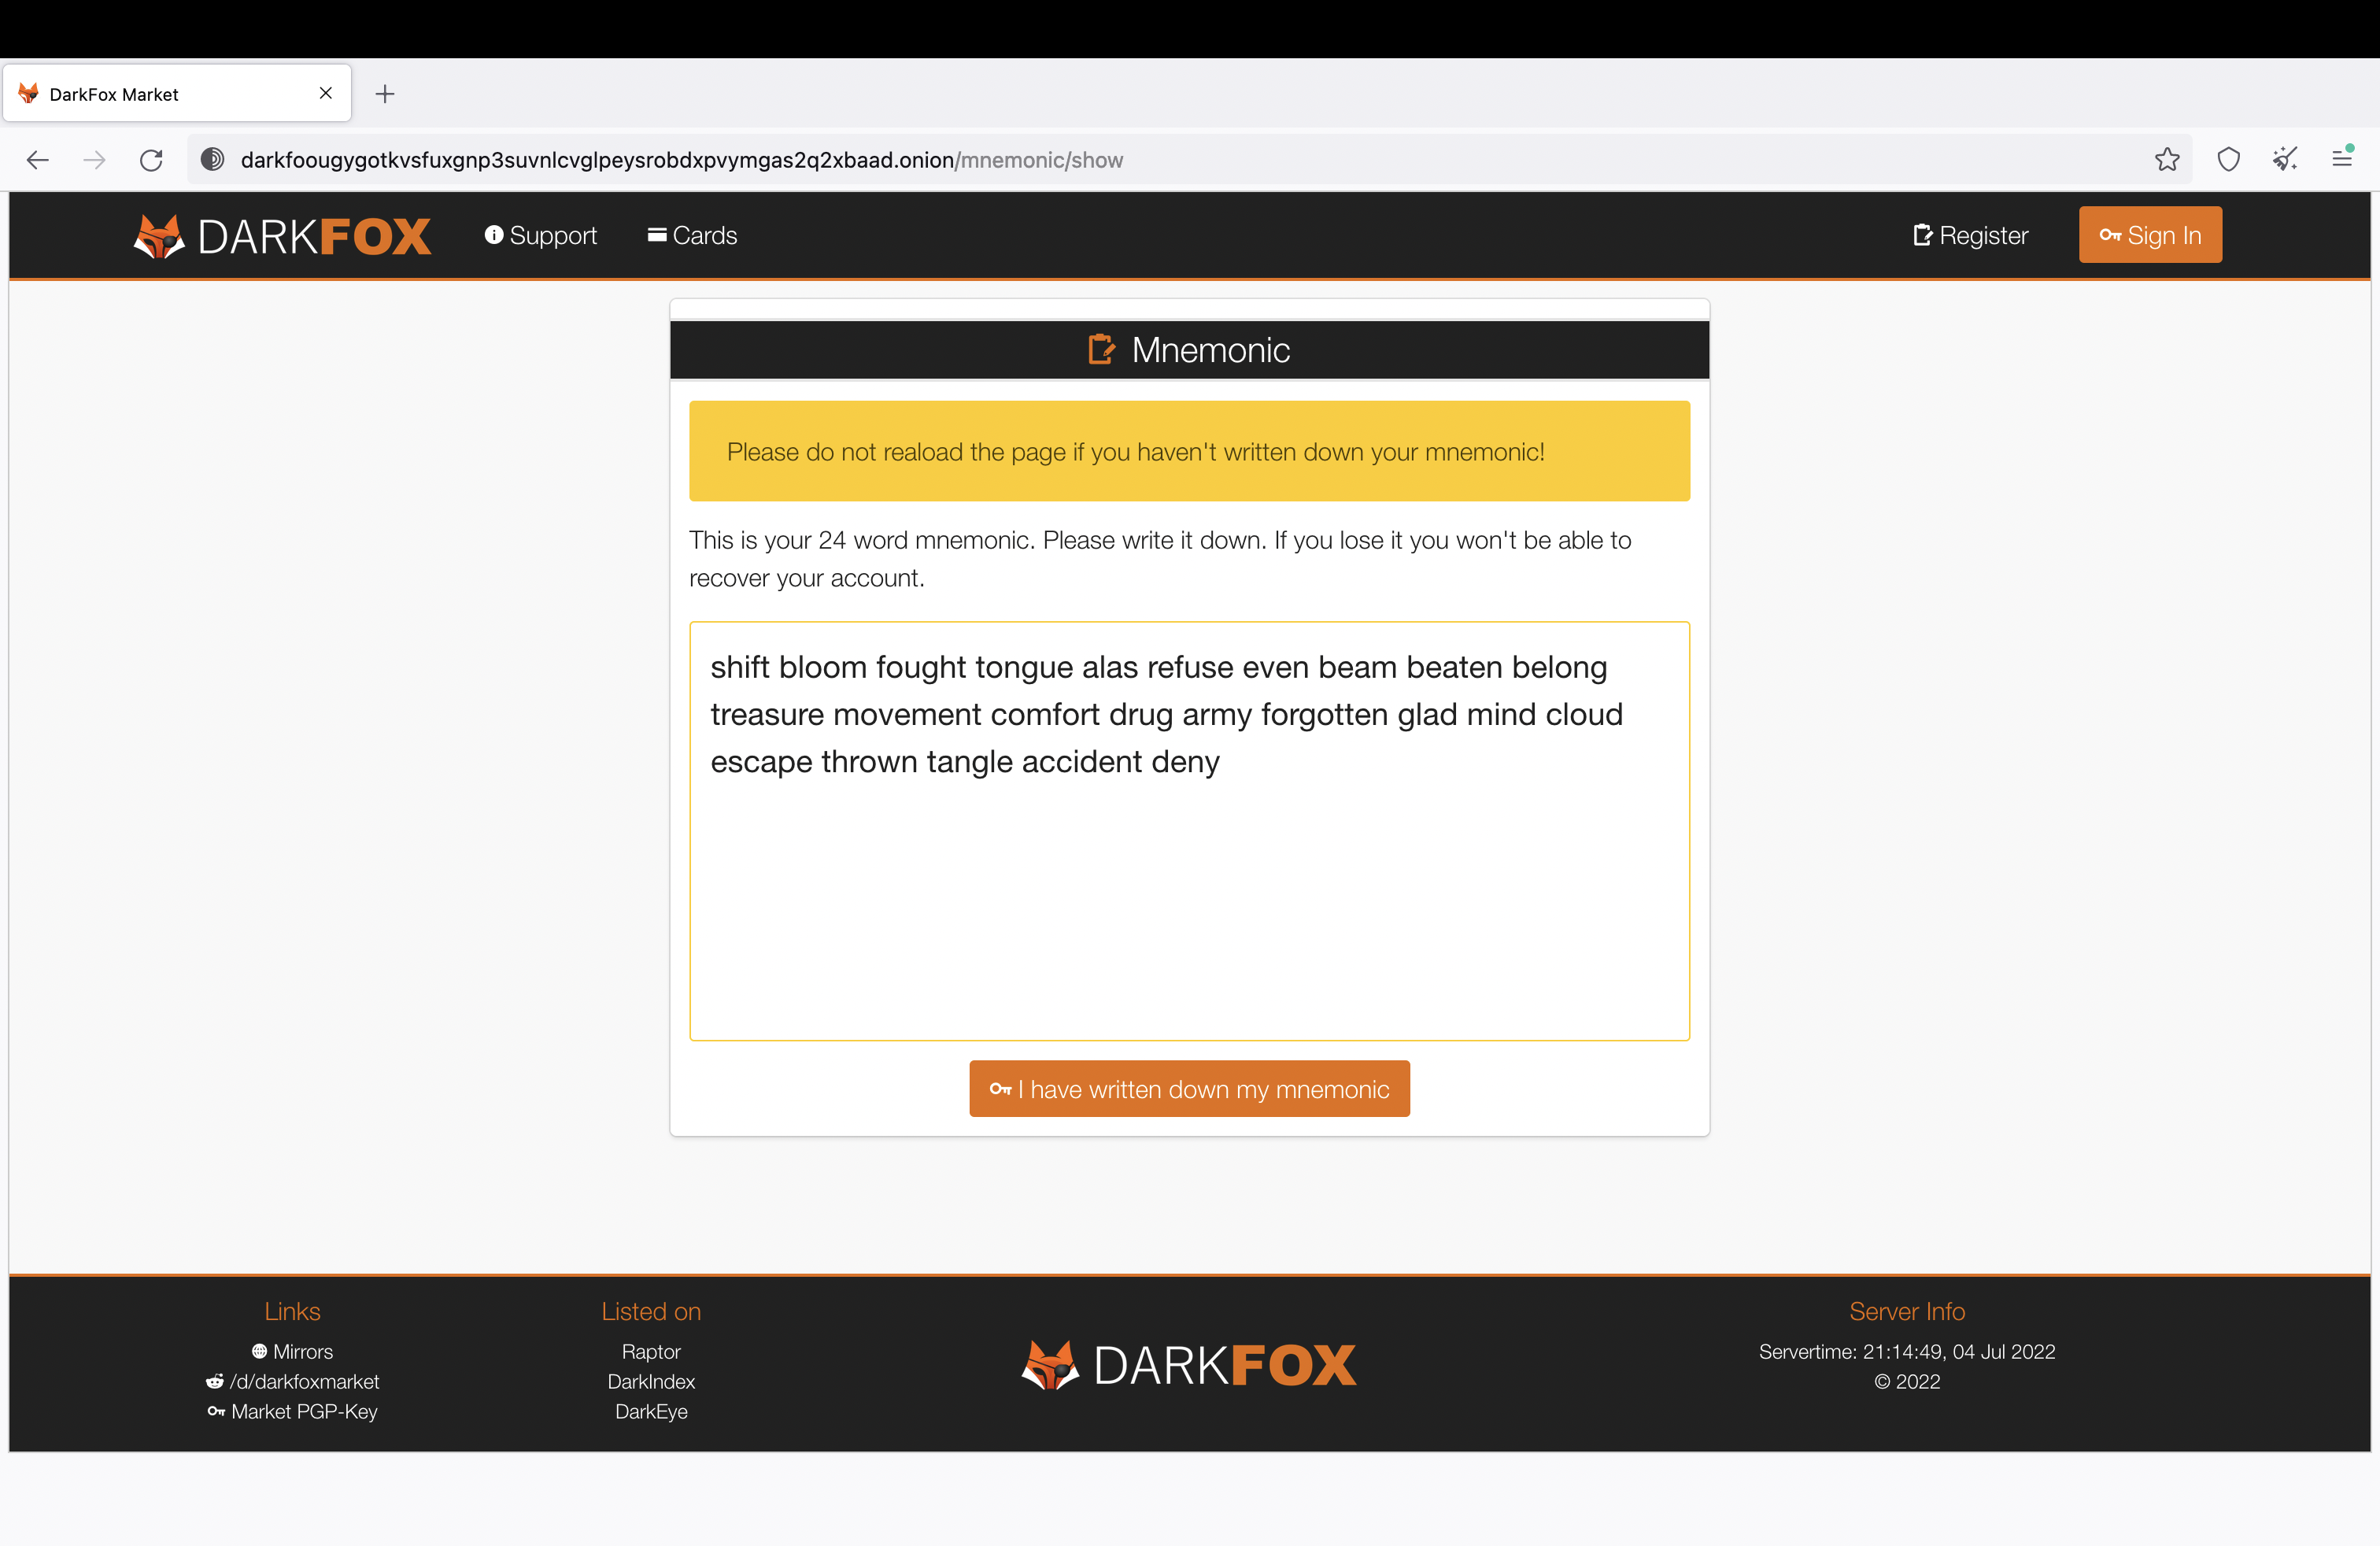 DarkFox Market
darkfoougygotkvsfuxgnp3suvnlcvglpeysrobdxpvymgas2q2xbaad.onion/mnemonic/show
DARKFOX
Support
Cards
Register
Sign In
Mnemonic
Please do not reaload the page if you haven't written down your mnemonic!
This is your 24 word mnemonic. Please write it down. If you lose it you won't be able to
recover your account.
shift bloom fought tongue alas refuse even beam beaten belong
treasure movement comfort drug army forgotten glad mind cloud
escape thrown tangle accident deny
I have written down my mnemonic
Links
Mirrors
/d/darkfoxmarket
Market PGP-Key
Listed on
Raptor
DarkIndex
DarkEye
DARKFOX
Server Info
Servertime: 21:14:49, 04 Jul 2022
© 2022